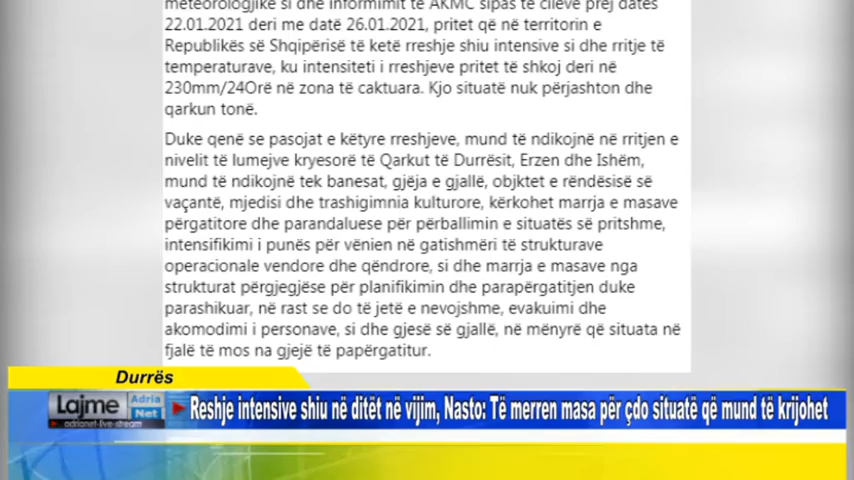 meteorologjike si dhe informimit të AKMC sipas të cilëve prej datës
22.01.2021 deri me datë 26.01.2021, pritet që në territorin e
Republikës së Shqipërisë të ketë rreshje shiu intensive si dhe rritje të
temperaturave, ku intensiteti i rreshjeve pritet të shkoj deri në
230mm/24Orë në zona të caktuara. Kjo situatë nuk përjashton dhe
qarkun tonë.
Duke qenë se pasojat e këtyre rreshjeve, mund të ndikojnë në rritjen e
nivelit të lumejve kryesorë të Qarkut të Durrësit, Erzen dhe Ishëm,
mund të ndikojnë tek banesat, gjëja e gjallë, objktet e rëndësisë së
vaçantë, mjedisi dhe trashigimnia kulturore, kërkohet marrja e masave
përgatitore dhe parandaluese për përballimin e situatës së pritshme,
intensifikimi i punës për vënien në gatishmëri të strukturave
operacionale vendore dhe qëndrore, si dhe marrja e masave nga
strukturat përgjegjëse për planifikimin dhe parapërgatitjen duke
parashikuar, në rast se do të jetë e nevojshme, evakuimi dhe
akomodimi i personave, si dhe gjesë së gjallë, në mënyrë që situata në
fjalë të mos na gjejë të papërgatitur.
Durrës
Lajme Adria Net
adrianet-live-stream
Reshje intensive shiu në ditët në vijim, Nasto: Të merren masa për çdo situatë që mund të krijohet